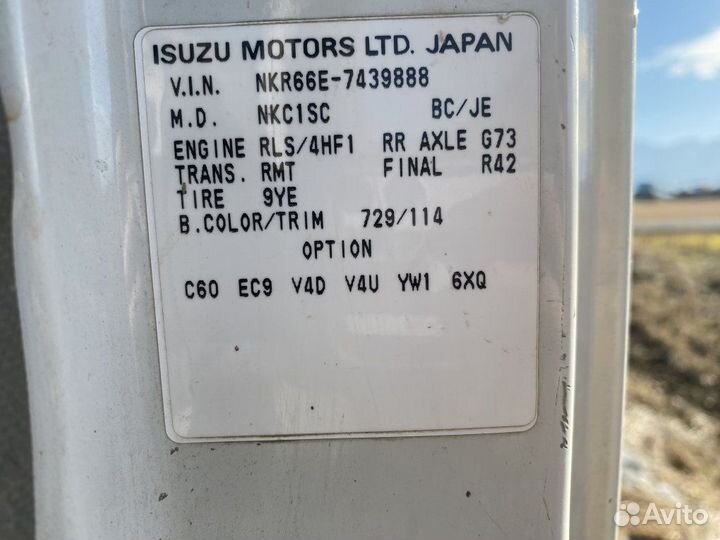 ISUZU MOTORS LTD. JAPAN
V.I.N. NKR66E-7439888
M.D. NKC1SC BC/JE
ENGINE RLS/4HF1 RR AXLE G73
TRANS. RMT FINAL R42
TIRE 9YE
B.COLOR/TRIM 729/114
OPTION
C60 EC9 V4D V4U YW1 6XQ
Avito